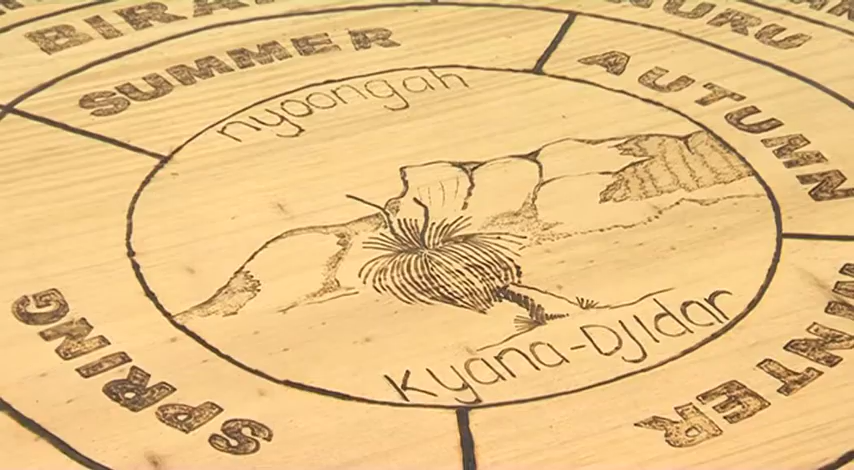 SUMMER
AUTUMN
nyoongah
Kyana-Djidar
SPRING